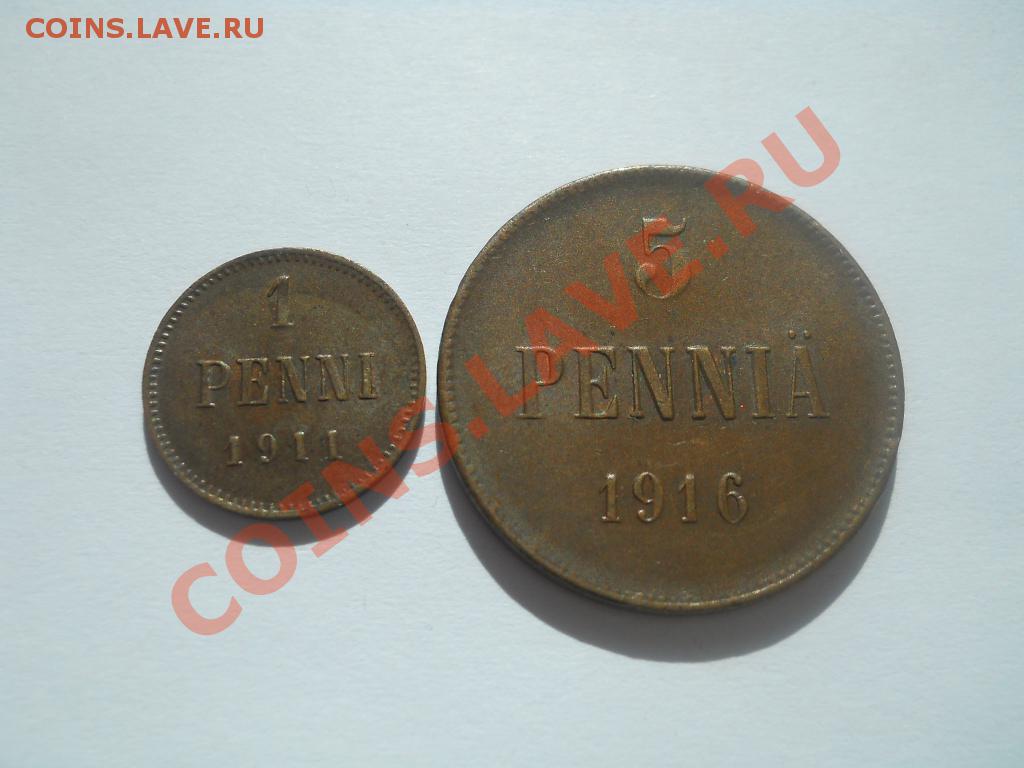 COINS.LAVE.RU
1
PENNI
1911
5
PENNIÄ
1916
COINS.LAVE.RU